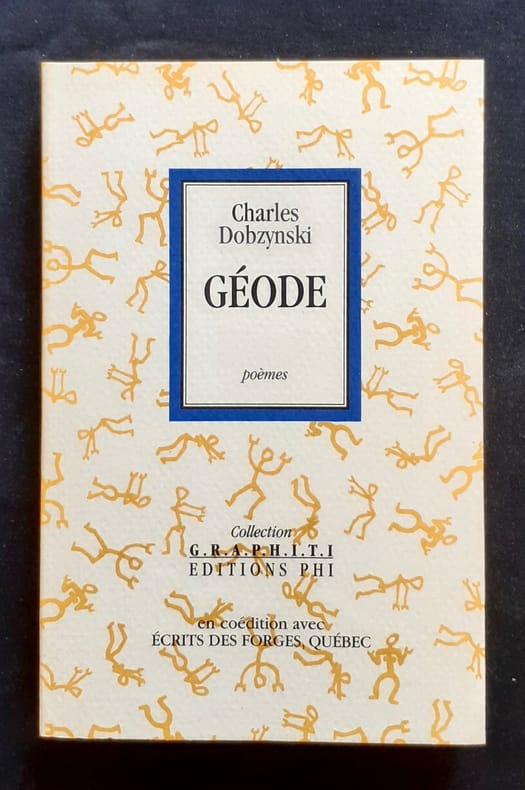 Charles
Dobzynski
GÉODE
poèmes
Collection
G.R.A.P.H.I.T.I
EDITIONS PHI
en coédition avec
ÉCRITS DES FORGES, QUÉBEC